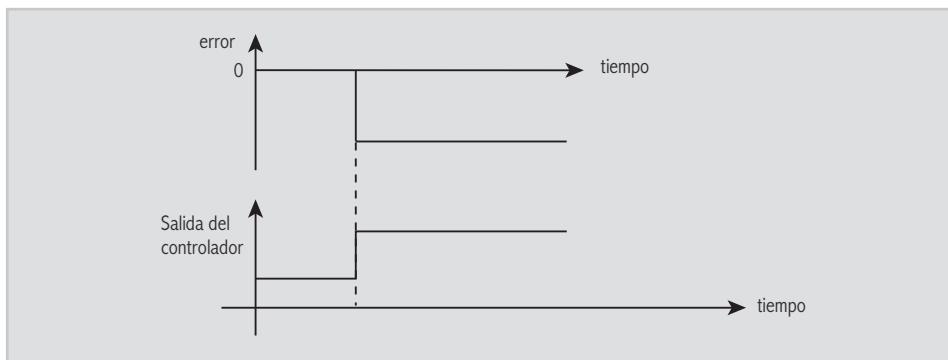 error
0
tiempo
Salida del
controlador
tiempo